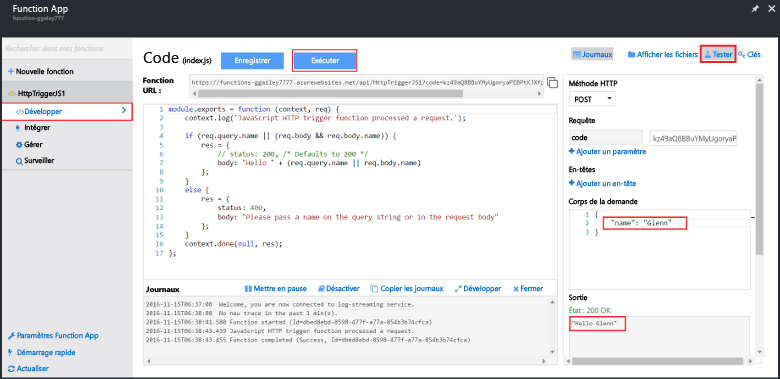 Function App
function-ggailey777
Rechercher dans mes fonctions
+ Nouvelle fonction
HttpTriggerJS1
</> Développer
Intégrer
Gérer
Surveiller
Paramètres Function App
Démarrage rapide
Actualiser
Code (index.js)
Enregistrer
Exécuter
Journaux
Afficher les fichiers
Tester
Clés
Fonction URL :
https://functions-ggailey7777.azurewebsites.net/api/HttpTriggerJS1?code=kz49aQ8BBuYMyUgoryaPEBPtKJXf
1 module.exports = function (context, req) {
2 context.log('JavaScript HTTP trigger function processed a request.');
3
4 if (req.query.name || (req.body && req.body.name)) {
5 res = {
6 // status: 200, /* Defaults to 200 */
7 body: "Hello " + (req.query.name || req.body.name)
8 };
9 }
10 else {
11 res = {
12 status: 400,
13 body: "Please pass a name on the query string or in the request body"
14 };
15 }
16 context.done(null, res);
17 };
Journaux
Mettre en pause
Désactiver
Copier les journaux
Développer
Fermer
2016-11-15T06:37:08 Welcome, you are now connected to log-streaming service.
2016-11-15T06:38:08 No new trace in the past 1 min(s).
2016-11-15T06:38:41.580 Function started (Id=dbed8ebd-8598-477f-a77a-854b3b74cfca)
2016-11-15T06:38:43.439 JavaScript HTTP trigger function processed a request.
2016-11-15T06:38:43.455 Function completed (Success, Id=dbed8ebd-8598-477f-a77a-854b3b74cfca)
Méthode HTTP
POST
Requête
code
kz49aQ8BBuYMyUgoryaP
+ Ajouter un paramètre
En-têtes
+ Ajouter un en-tête
Corps de la demande
1 {
2 "name": "Glenn"
3 }
Sortie
État : 200 OK
"Hello Glenn"